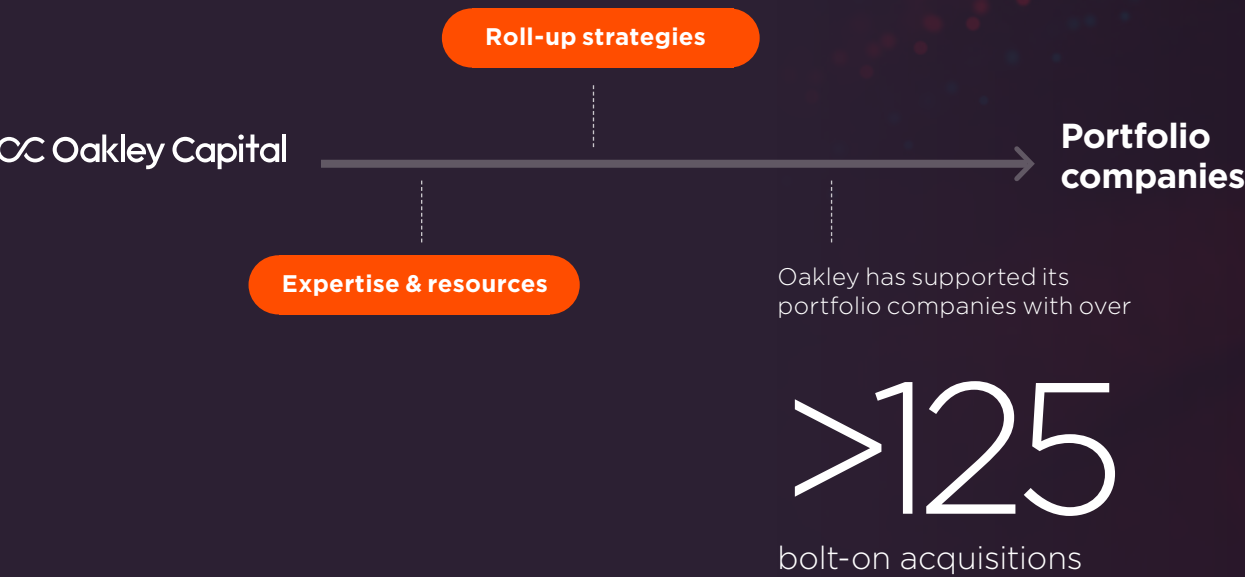 Roll-up strategies
Oakley Capital
Portfolio
companies
Expertise & resources
Oakley has supported its
portfolio companies with over
>125
bolt-on acquisitions